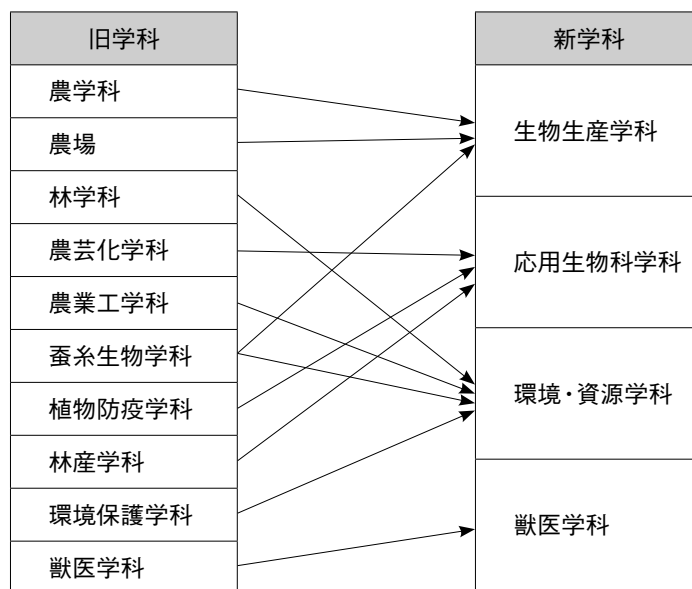 旧学科
農学科
農場
林学科
農芸化学科
農業工学科
蚕糸生物学科
植物防疫学科
林産学科
環境保護学科
獣医学科
新学科
生物生産学科
応用生物科学科
環境・資源学科
獣医学科